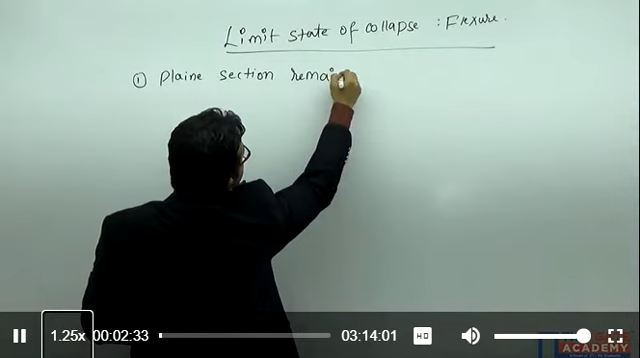 Limit state of collapse : Flexure.
① Plaine section remai
1.25x 00:02:33 03:14:01 HD
ACADEMY